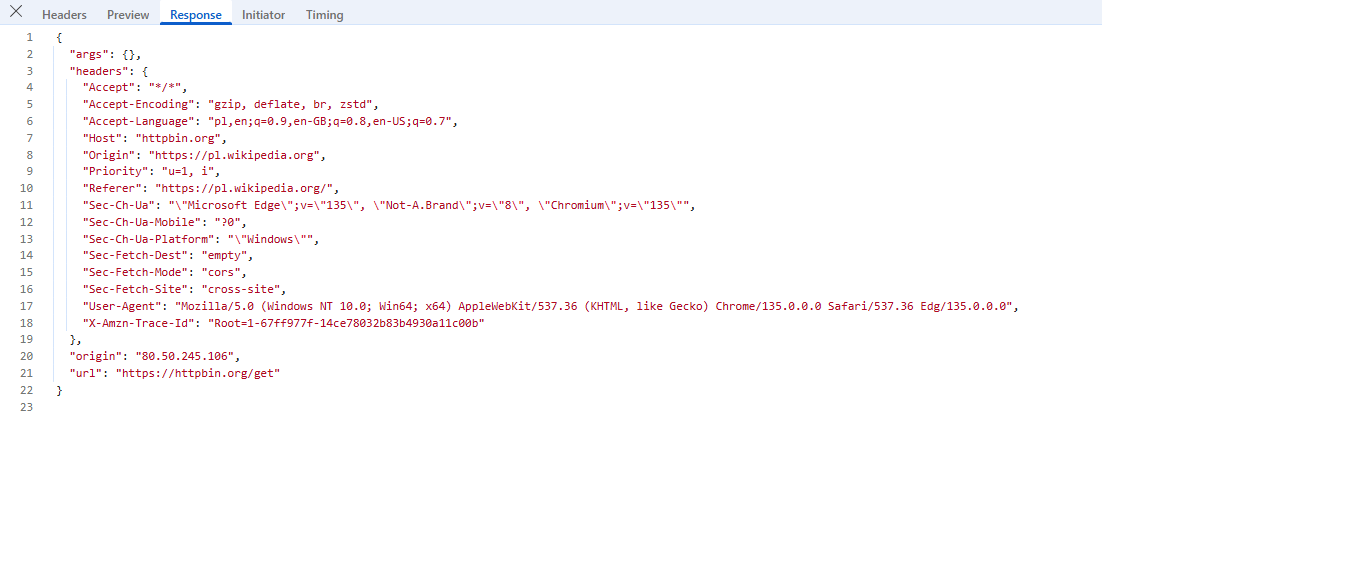 Headers Preview Response Initiator Timing
1 {
2 "args": {},
3 "headers": {
4 "Accept": "*/*",
5 "Accept-Encoding": "gzip, deflate, br, zstd",
6 "Accept-Language": "pl,en;q=0.9,en-GB;q=0.8,en-US;q=0.7",
7 "Host": "httpbin.org",
8 "Origin": "https://pl.wikipedia.org",
9 "Priority": "u=1, i",
10 "Referer": "https://pl.wikipedia.org/",
11 "Sec-Ch-Ua": "\"Microsoft Edge\";v=\"135\", \"Not-A.Brand\";v=\"8\", \"Chromium\";v=\"135\"",
12 "Sec-Ch-Ua-Mobile": "?0",
13 "Sec-Ch-Ua-Platform": "\"Windows\"",
14 "Sec-Fetch-Dest": "empty",
15 "Sec-Fetch-Mode": "cors",
16 "Sec-Fetch-Site": "cross-site",
17 "User-Agent": "Mozilla/5.0 (Windows NT 10.0; Win64; x64) AppleWebKit/537.36 (KHTML, like Gecko) Chrome/135.0.0.0 Safari/537.36 Edg/135.0.0.0",
18 "X-Amzn-Trace-Id": "Root=1-67ff977f-14ce78032b83b4930a11c00b"
19 },
20 "origin": "80.50.245.106",
21 "url": "https://httpbin.org/get"
22 }
23